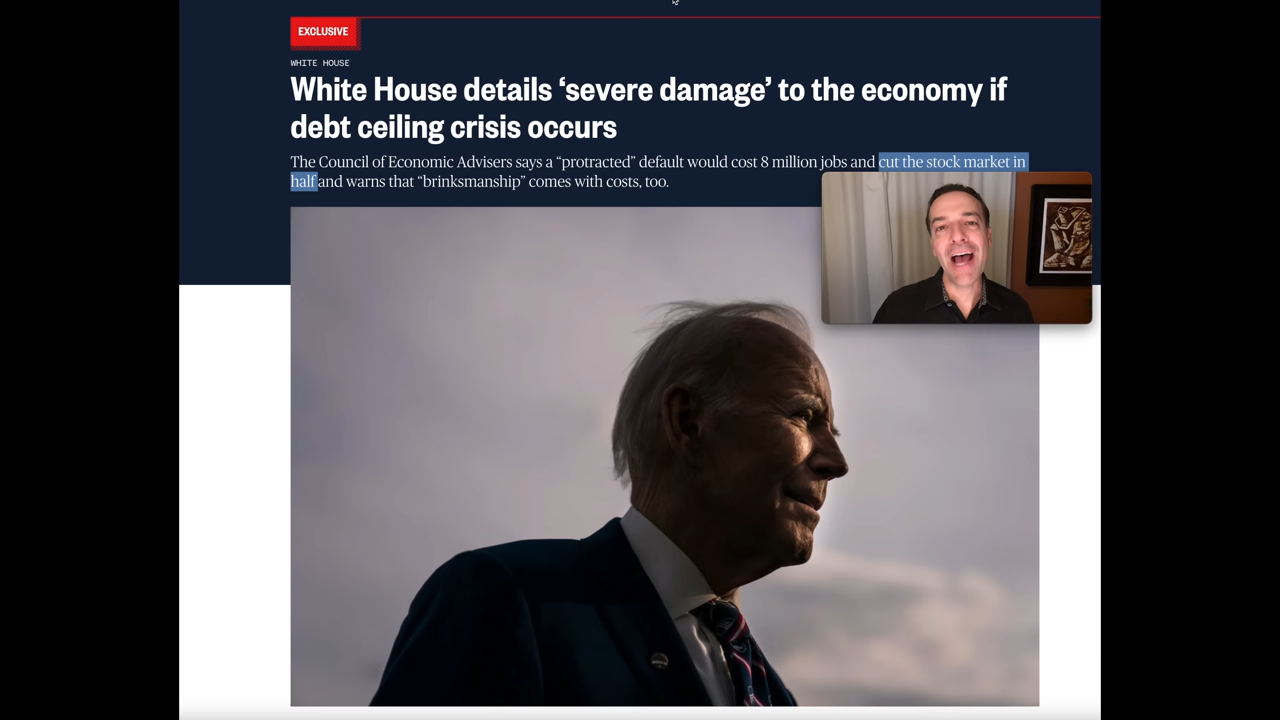 EXCLUSIVE
WHITE HOUSE
White House details ‘severe damage’ to the economy if
debt ceiling crisis occurs
The Council of Economic Advisers says a “protracted” default would cost 8 million jobs and cut the stock market in
half and warns that “brinksmanship” comes with costs, too.